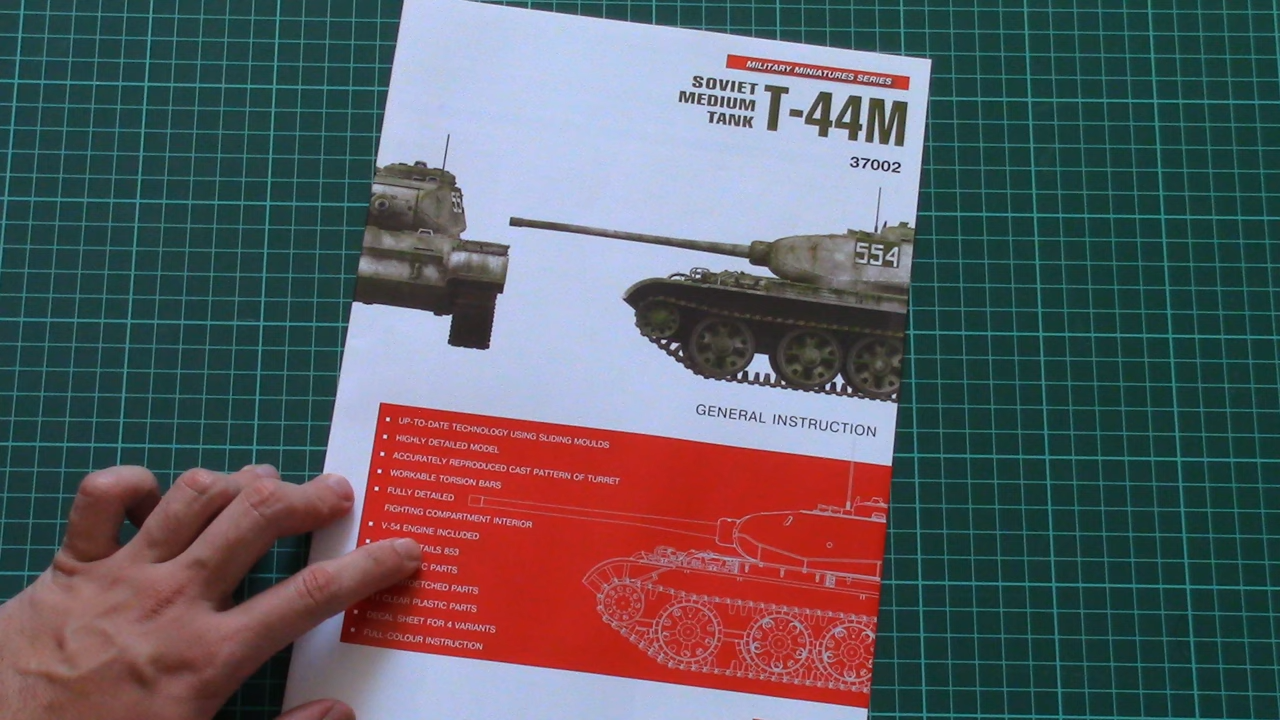 MILITARY MINIATURES SERIES
SOVIET
MEDIUM
TANK
T-44M
37002
554
GENERAL INSTRUCTION
UP-TO-DATE TECHNOLOGY USING SLIDING MOULDS
HIGHLY DETAILED MODEL
ACCURATELY REPRODUCED CAST PATTERN OF TURRET
WORKABLE TORSION BARS
FULLY DETAILED
FIGHTING COMPARTMENT INTERIOR
V-54 ENGINE INCLUDED
853
PARTS
PARTS
CLEAR PLASTIC PARTS
DECAL SHEET FOR 4 VARIANTS
FULL-COLOUR INSTRUCTION